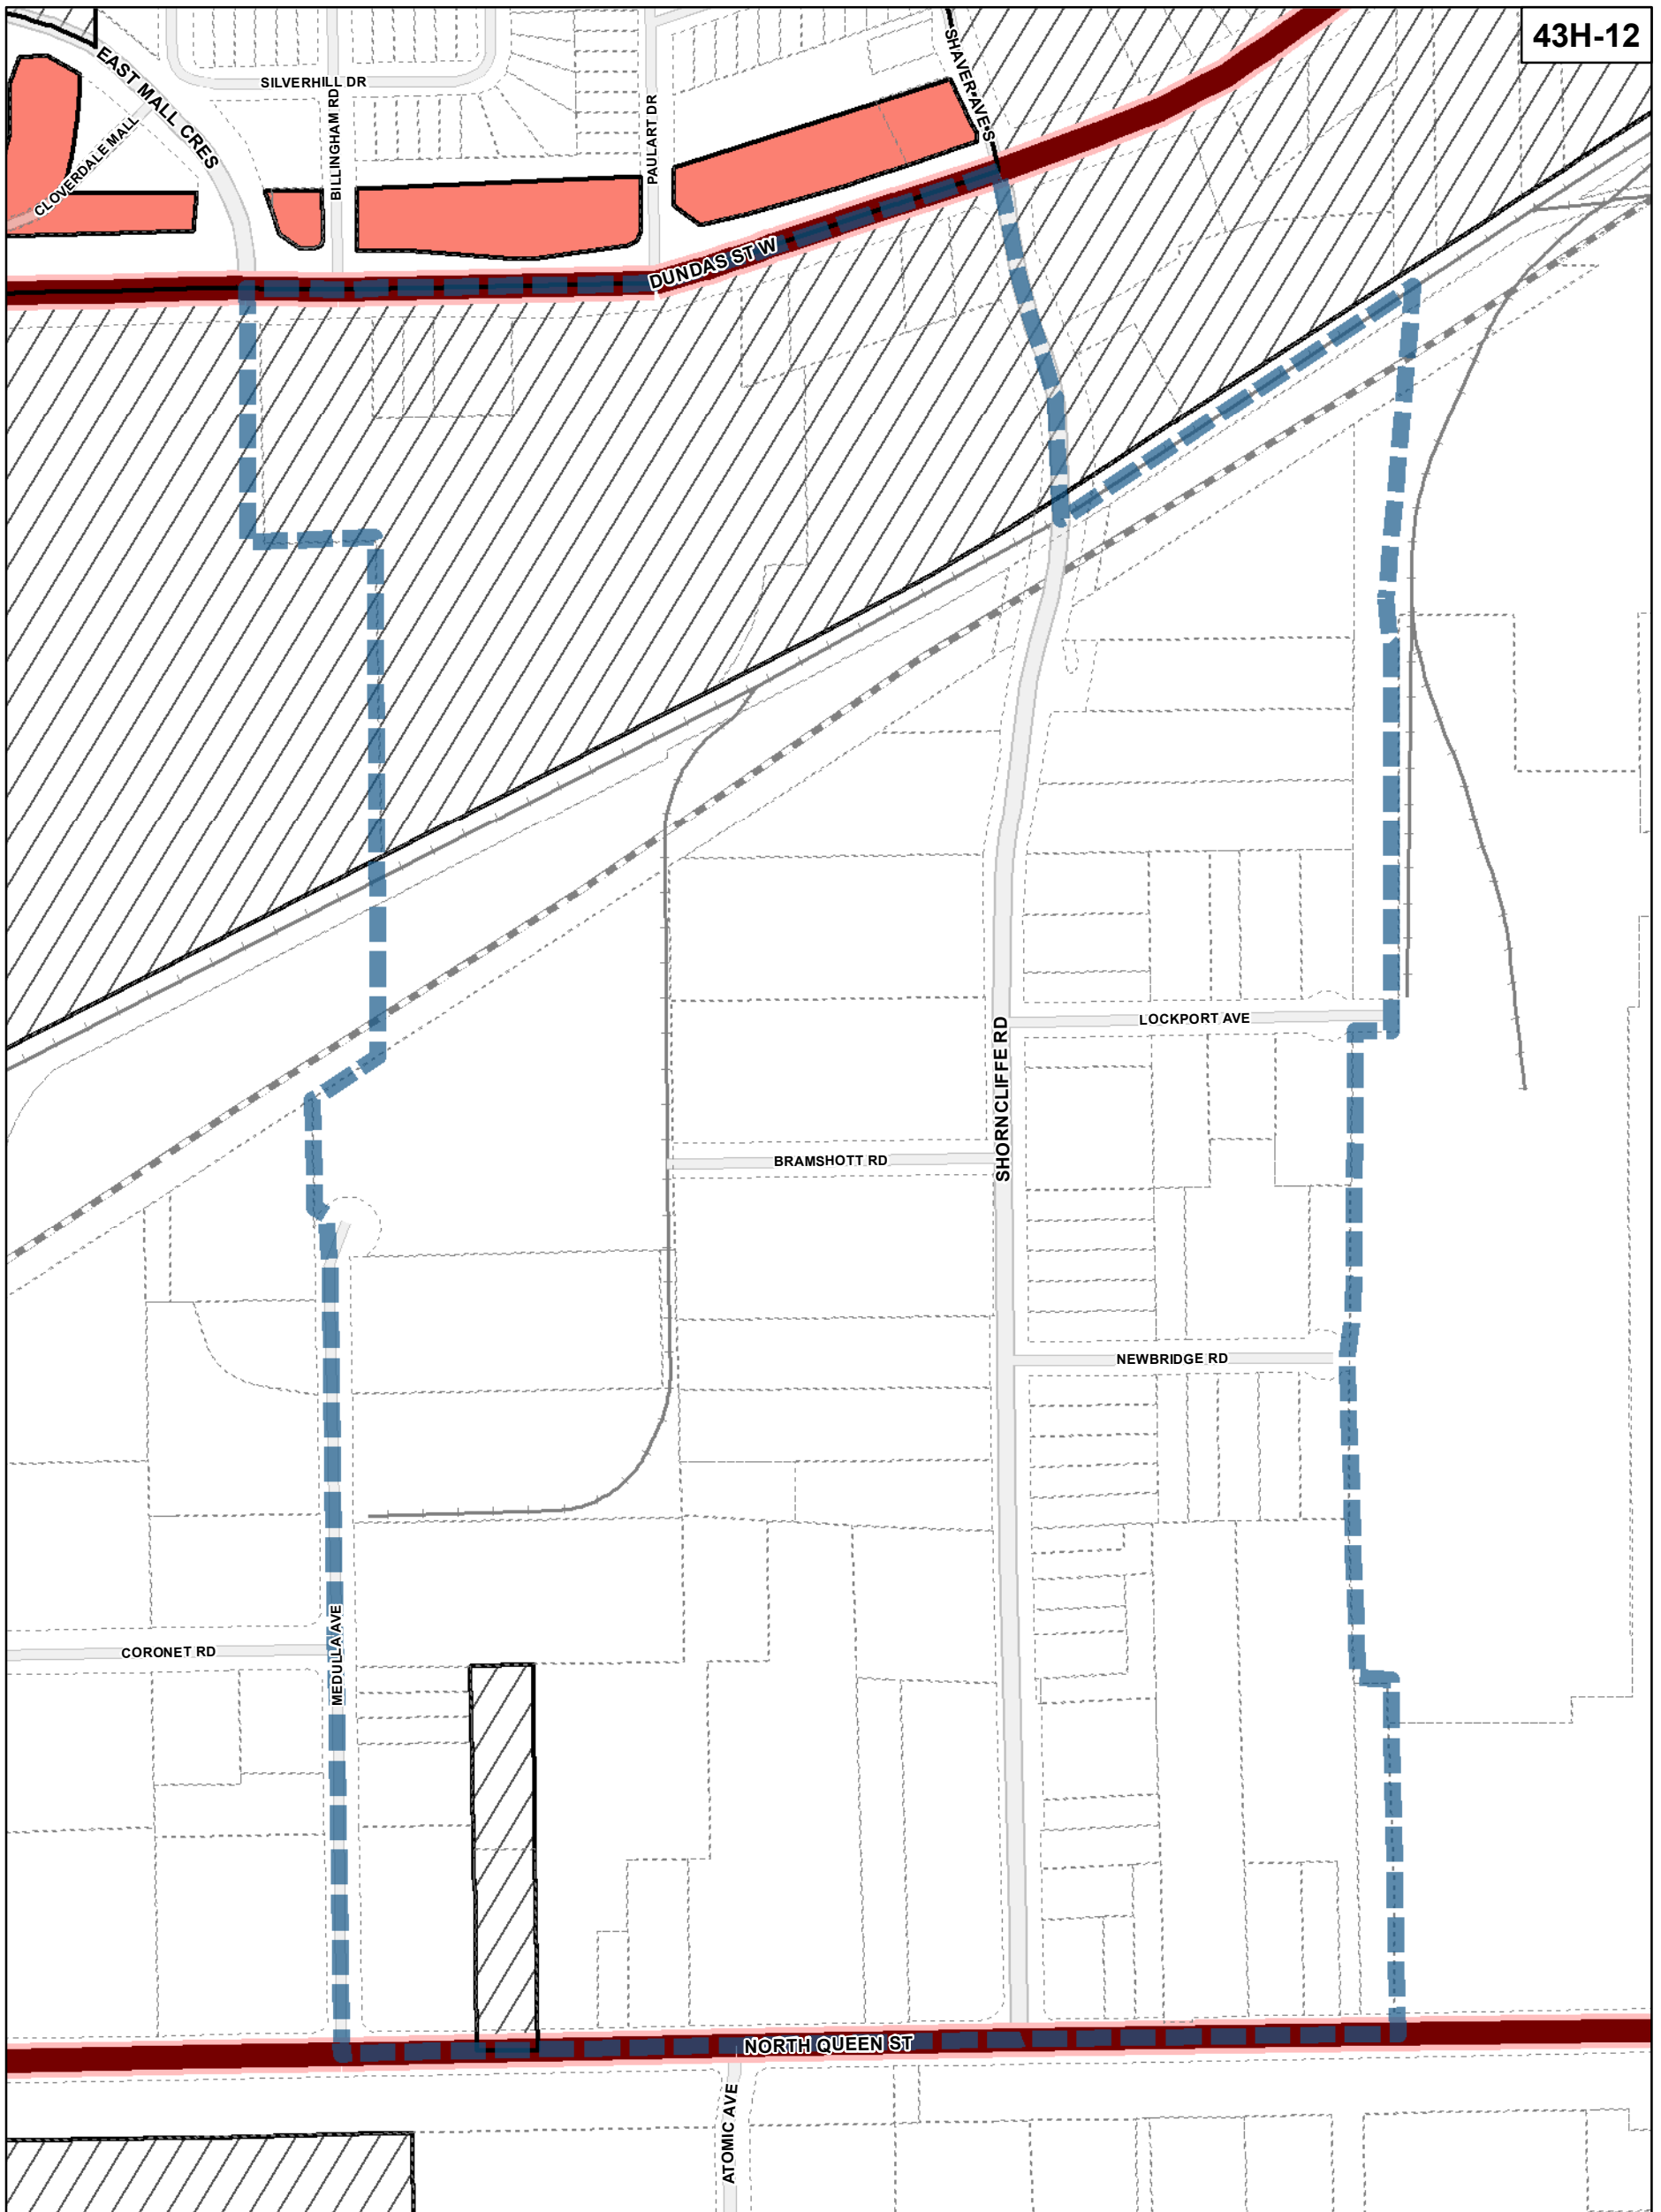 43H-12
SHAVER AVE S
EAST MALL CRES
SILVERHILL DR
BILLINGHAM RD
PAULART DR
CLOVERDALE MALL
DUNDAS ST W
LOCKPORT AVE
SHORNCLIFFE RD
BRAMSHOTT RD
NEWBRIDGE RD
MEDULLA AVE
CORONET RD
NORTH QUEEN ST
ATOMIC AVE